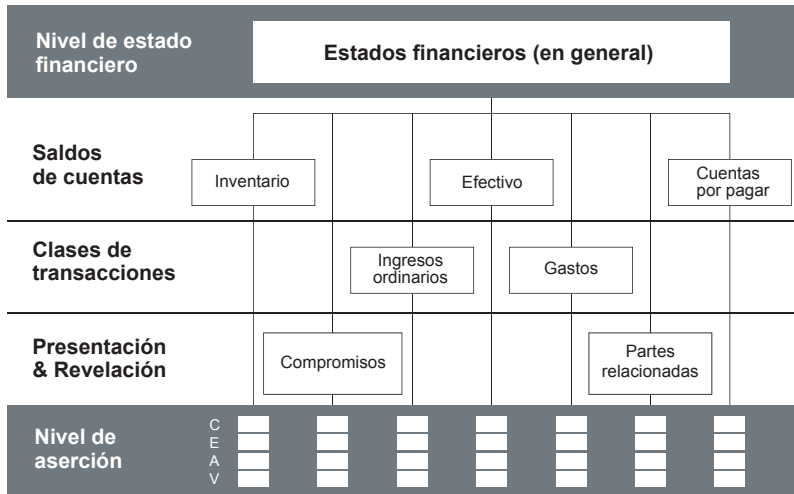 Nivel de estado
financiero
Estados financieros (en general)
Saldos
de cuentas
Inventario
Efectivo
Cuentas
por pagar
Clases de
transacciones
Ingresos
ordinarios
Gastos
Presentación
& Revelación
Compromisos
Partes
relacionadas
Nivel de
aserción
C
E
A
V